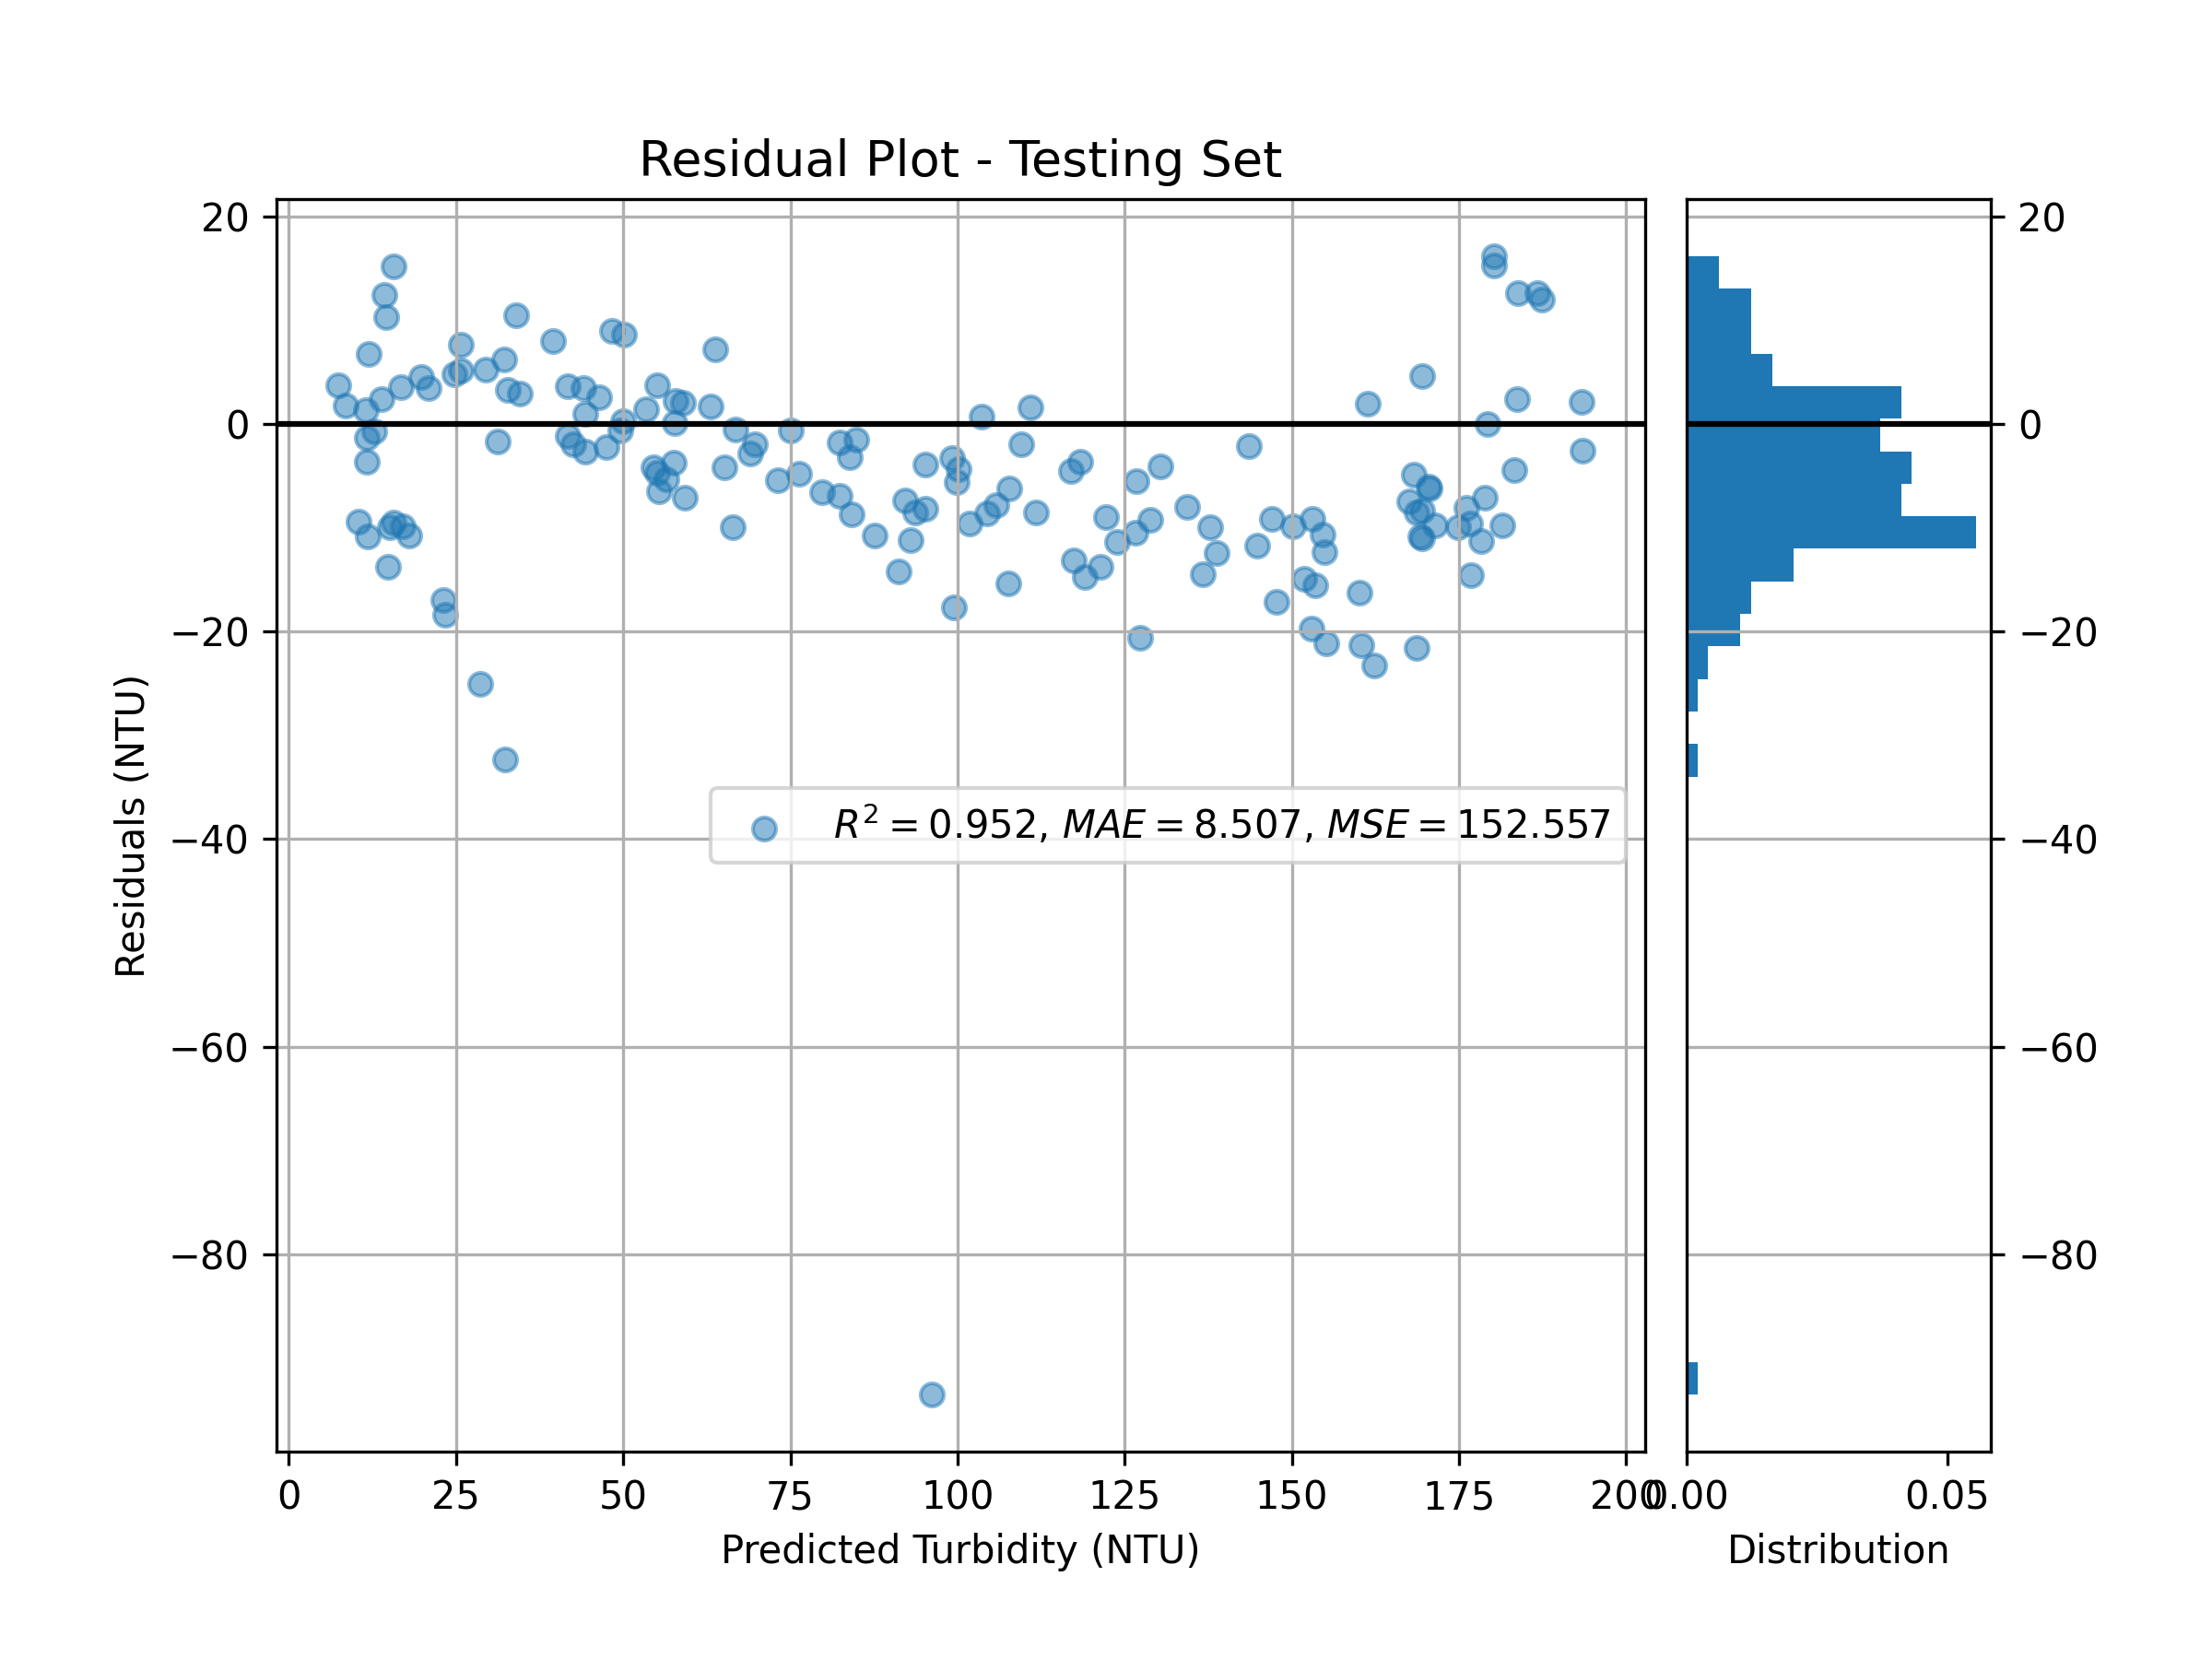 Residual Plot - Testing Set
20
0
−20
−40
−60
−80
Residuals (NTU)
R² = 0.952, MAE = 8.507, MSE = 152.557
0 25 50 75 100 125 150 175 200
Predicted Turbidity (NTU)
20
0
−20
−40
−60
−80
0.00 0.05
Distribution